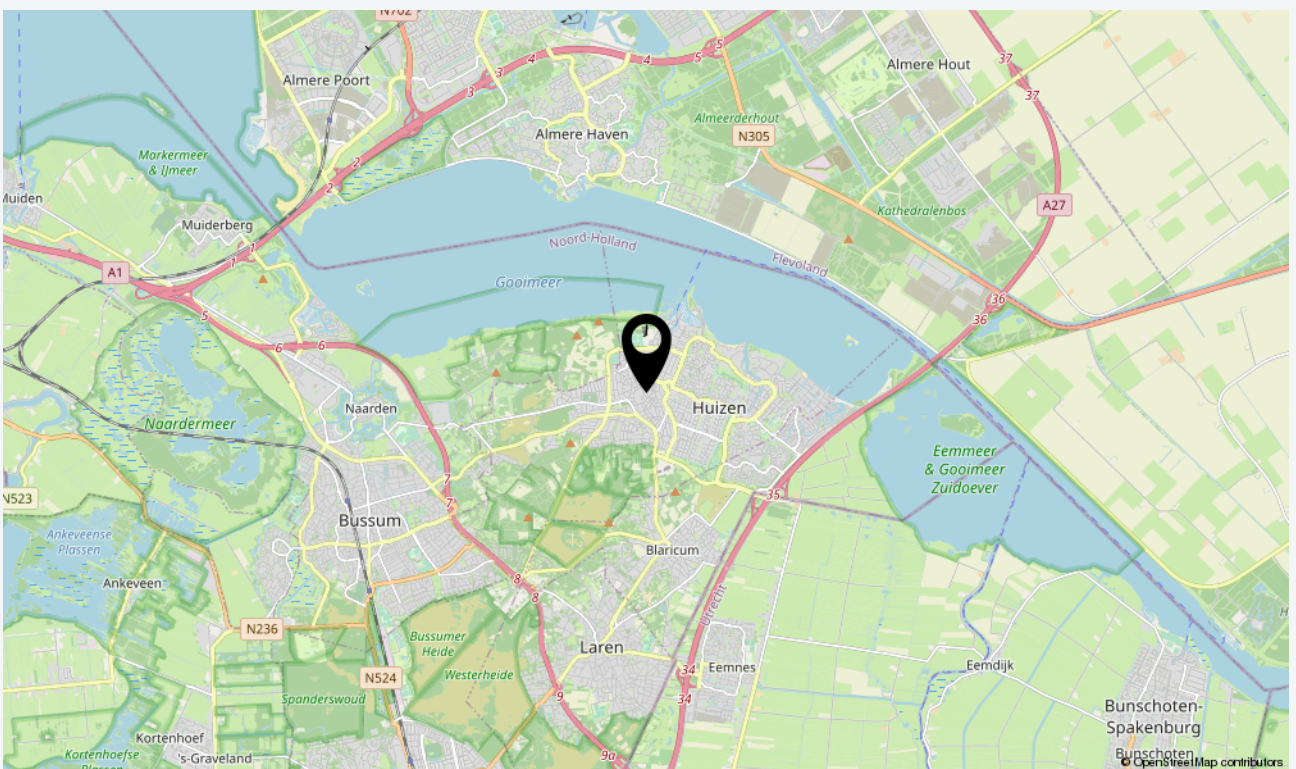 N702
5
5
4
4
37
Almere Hout
3
Almere Poort
3
37
Almeerderhout
Almere Haven
N305
Markermeer
& IJmeer
2
2
Muiden
A27
Kathedralenbos
Muiderberg
Noord-Holland
1
1
Flevoland
A1
Gooimeer
36
36
5
6
6
Naarden
Huizen
Naardermeer
Eemmeer
& Gooimeer
Zuidoever
7
7
35
N523
Bussum
Ankeveense
Plassen
Blaricum
Ankeveen
8
8
Utrecht
N236
Bussumer
Heide
Laren
Westerheide
N524
34
Eemnes
Eemdijk
Spanderswoud
9
34
Bunschoten-
Spakenburg
Kortenhoef
's-Graveland
Kortenhoefse
Plassen
9a
Bunschoten
© OpenStreetMap contributors